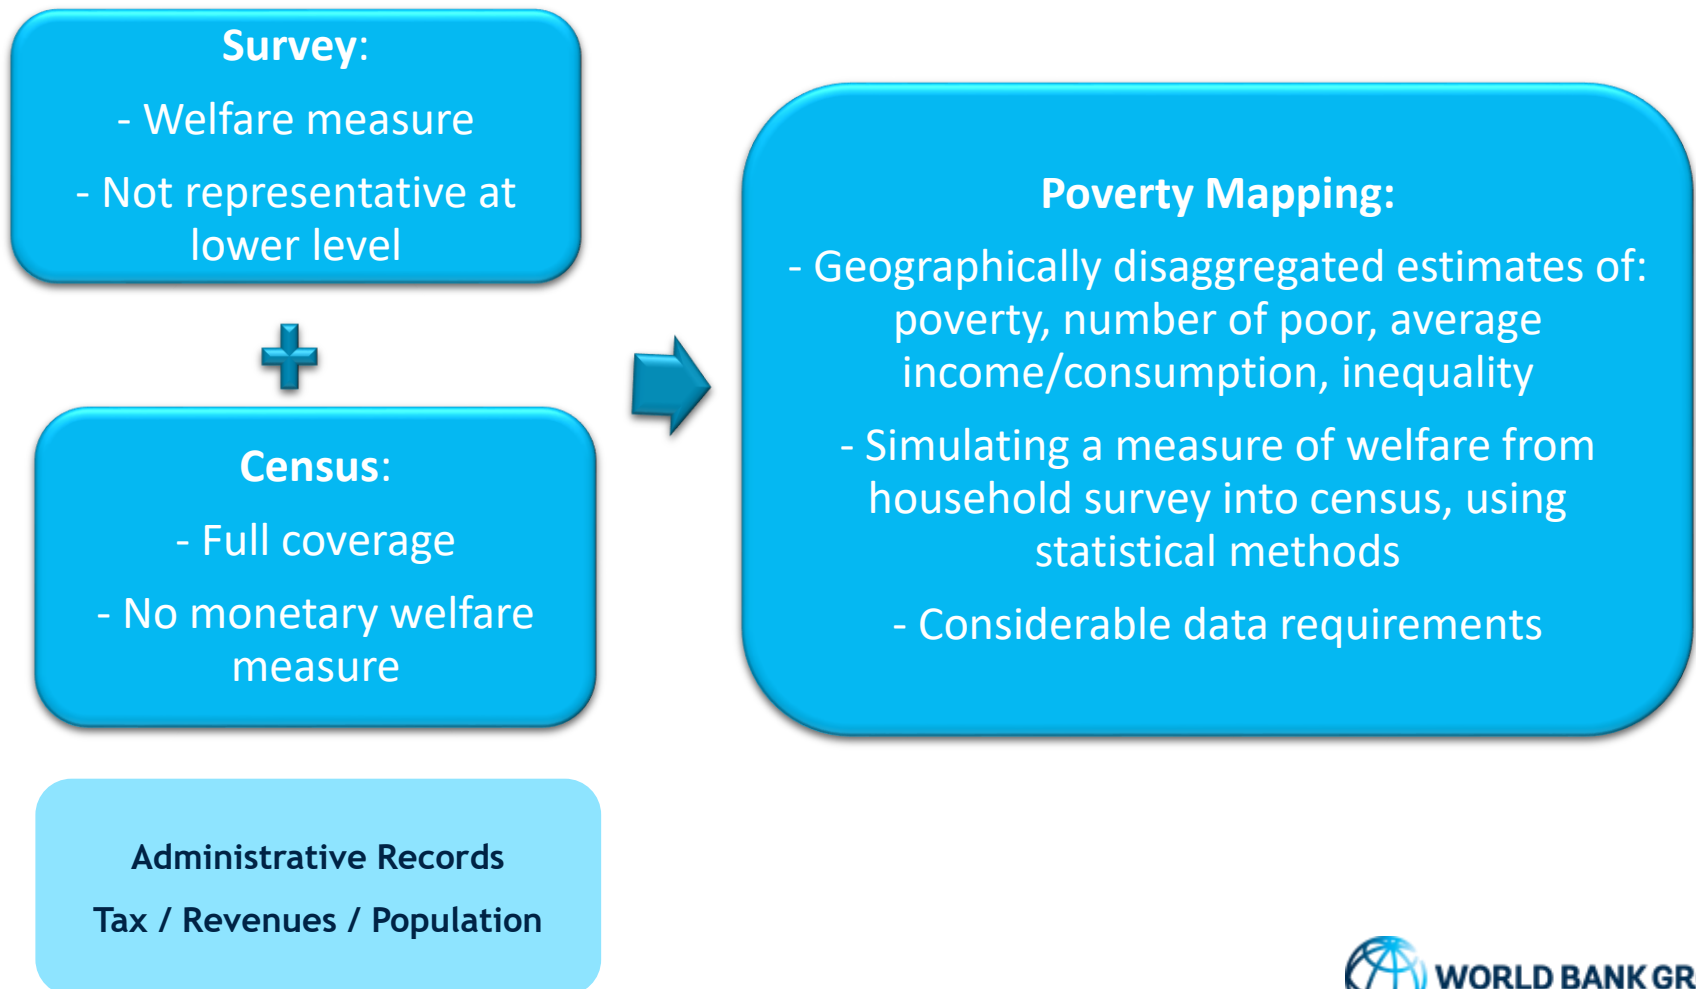 Survey:
- Welfare measure
- Not representative at
lower level
Census:
- Full coverage
- No monetary welfare
measure
Administrative Records
Tax / Revenues / Population
Poverty Mapping:
- Geographically disaggregated estimates of:
poverty, number of poor, average
income/consumption, inequality
- Simulating a measure of welfare from
household survey into census, using
statistical methods
- Considerable data requirements
WORLD BANK GR